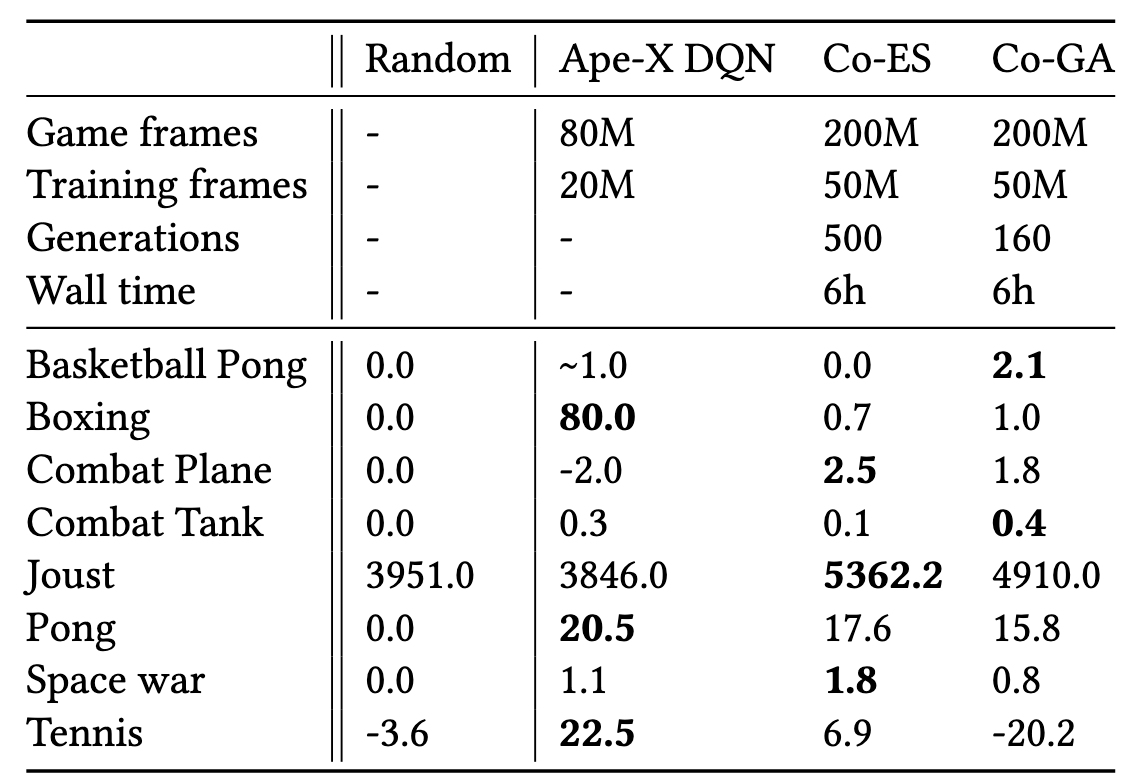 Random Ape-X DQN Co-ES Co-GA
Game frames - 80M 200M 200M
Training frames - 20M 50M 50M
Generations - - 500 160
Wall time - - 6h 6h
Basketball Pong 0.0 ~1.0 0.0 2.1
Boxing 0.0 80.0 0.7 1.0
Combat Plane 0.0 -2.0 2.5 1.8
Combat Tank 0.0 0.3 0.1 0.4
Joust 3951.0 3846.0 5362.2 4910.0
Pong 0.0 20.5 17.6 15.8
Space war 0.0 1.1 1.8 0.8
Tennis -3.6 22.5 6.9 -20.2